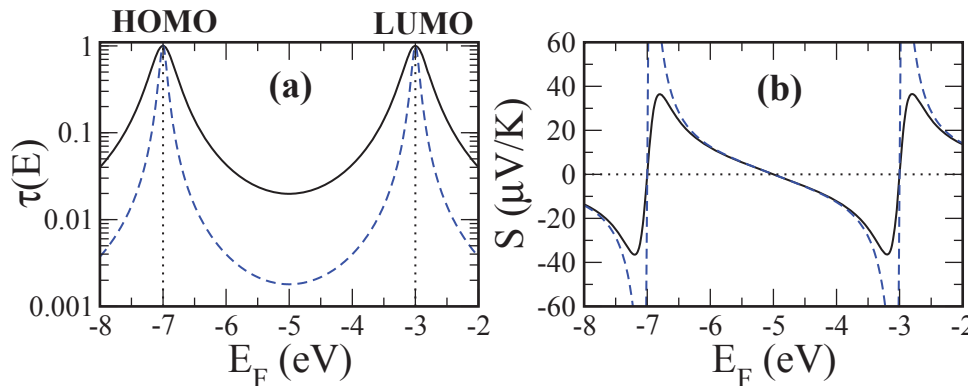 HOMO LUMO
(a)
τ(E)
1
0.1
0.01
0.001
-8 -7 -6 -5 -4 -3 -2
E_F (eV)
(b)
S (μV/K)
60
40
20
0
-20
-40
-60
-8 -7 -6 -5 -4 -3 -2
E_F (eV)